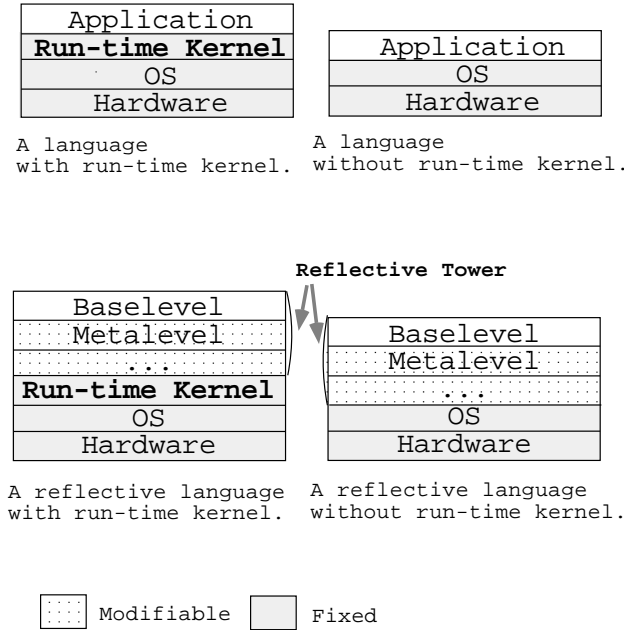 Application
Run-time Kernel
OS
Hardware
A language
with run-time kernel.
Application
OS
Hardware
A language
without run-time kernel.
Reflective Tower
Baselevel
Metalevel
...
Run-time Kernel
OS
Hardware
A reflective language
with run-time kernel.
Baselevel
Metalevel
...
OS
Hardware
A reflective language
without run-time kernel.
Modifiable
Fixed